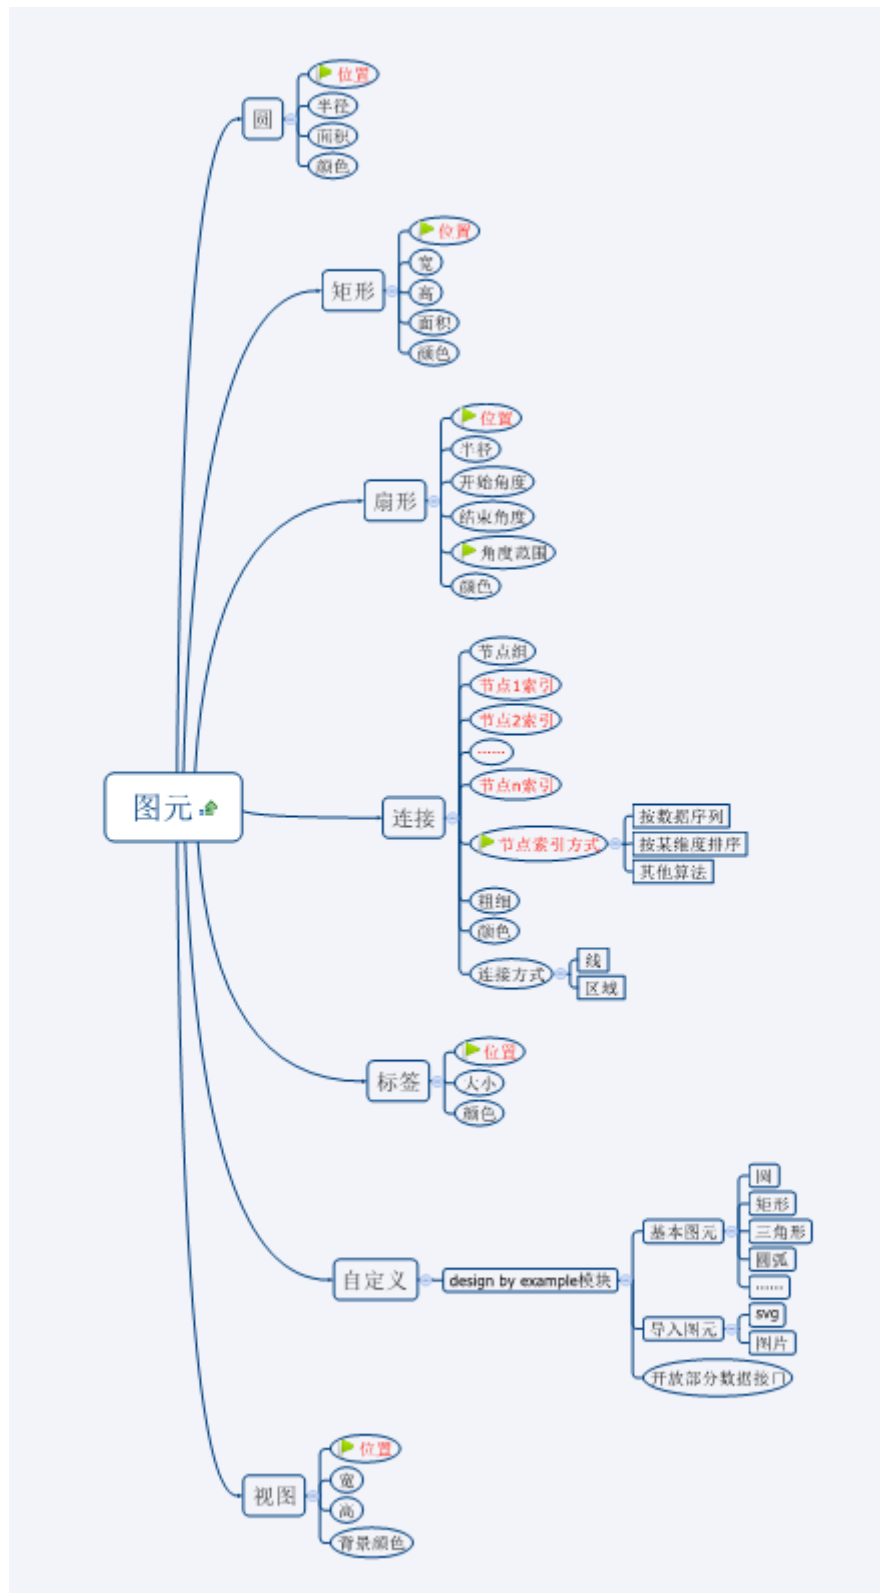 位置
半径
圆
面积
颜色
位置
宽
矩形
高
面积
颜色
位置
半径
开始角度
扇形
结束角度
角度范围
颜色
节点组
节点1索引
节点2索引
......
节点n索引
图元
连接
按数据序列
节点索引方式
按某维度排序
其他算法
粗细
颜色
线
连接方式
区域
位置
标签
大小
颜色
圆
矩形
基本图元
三角形
圆弧
......
自定义
design by example模块
svg
导入图元
图片
开放部分数据接口
位置
宽
视图
高
背景颜色